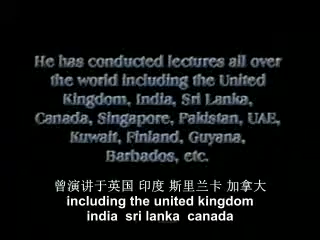 He has conducted lectures all over
the world including the United
Kingdom, India, Sri Lanka,
Canada, Singapore, Pakistan, UAE,
Kuwait, Finland, Guyana,
Barbados, etc.
曾演讲于英国 印度 斯里兰卡 加拿大
including the united kingdom
india sri lanka canada